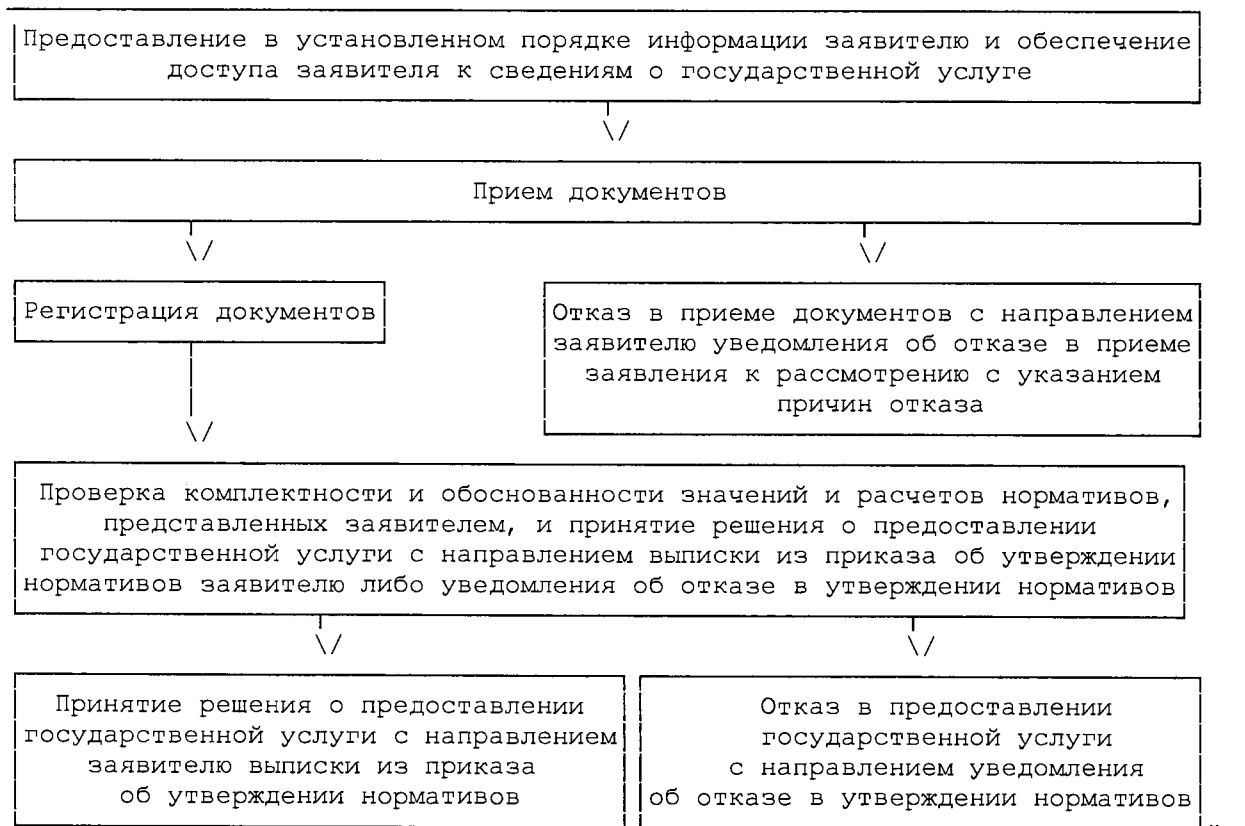 Предоставление в установленном порядке информации заявителю и обеспечение
доступа заявителя к сведениям о государственной услуге
Прием документов
Регистрация документов
Отказ в приеме документов с направлением
заявителю уведомления об отказе в приеме
заявления к рассмотрению с указанием
причин отказа
Проверка комплектности и обоснованности значений и расчетов нормативов,
представленных заявителем, и принятие решения о предоставлении
государственной услуги с направлением выписки из приказа об утверждении
нормативов заявителю либо уведомления об отказе в утверждении нормативов
Принятие решения о предоставлении
государственной услуги с направлением
заявителю выписки из приказа
об утверждении нормативов
Отказ в предоставлении
государственной услуги
с направлением уведомления
об отказе в утверждении нормативов